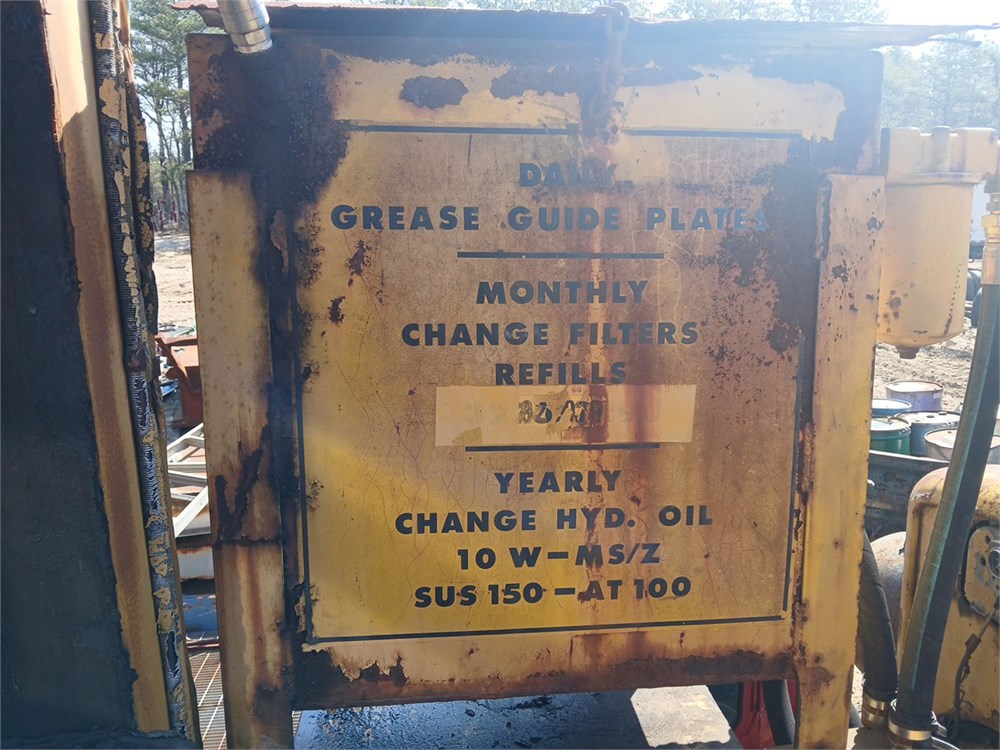 DAILY
GREASE GUIDE PLATES
MONTHLY
CHANGE FILTERS
REFILLS
YEARLY
CHANGE HYD. OIL
10 W-MS/Z
SUS 150-AT 100